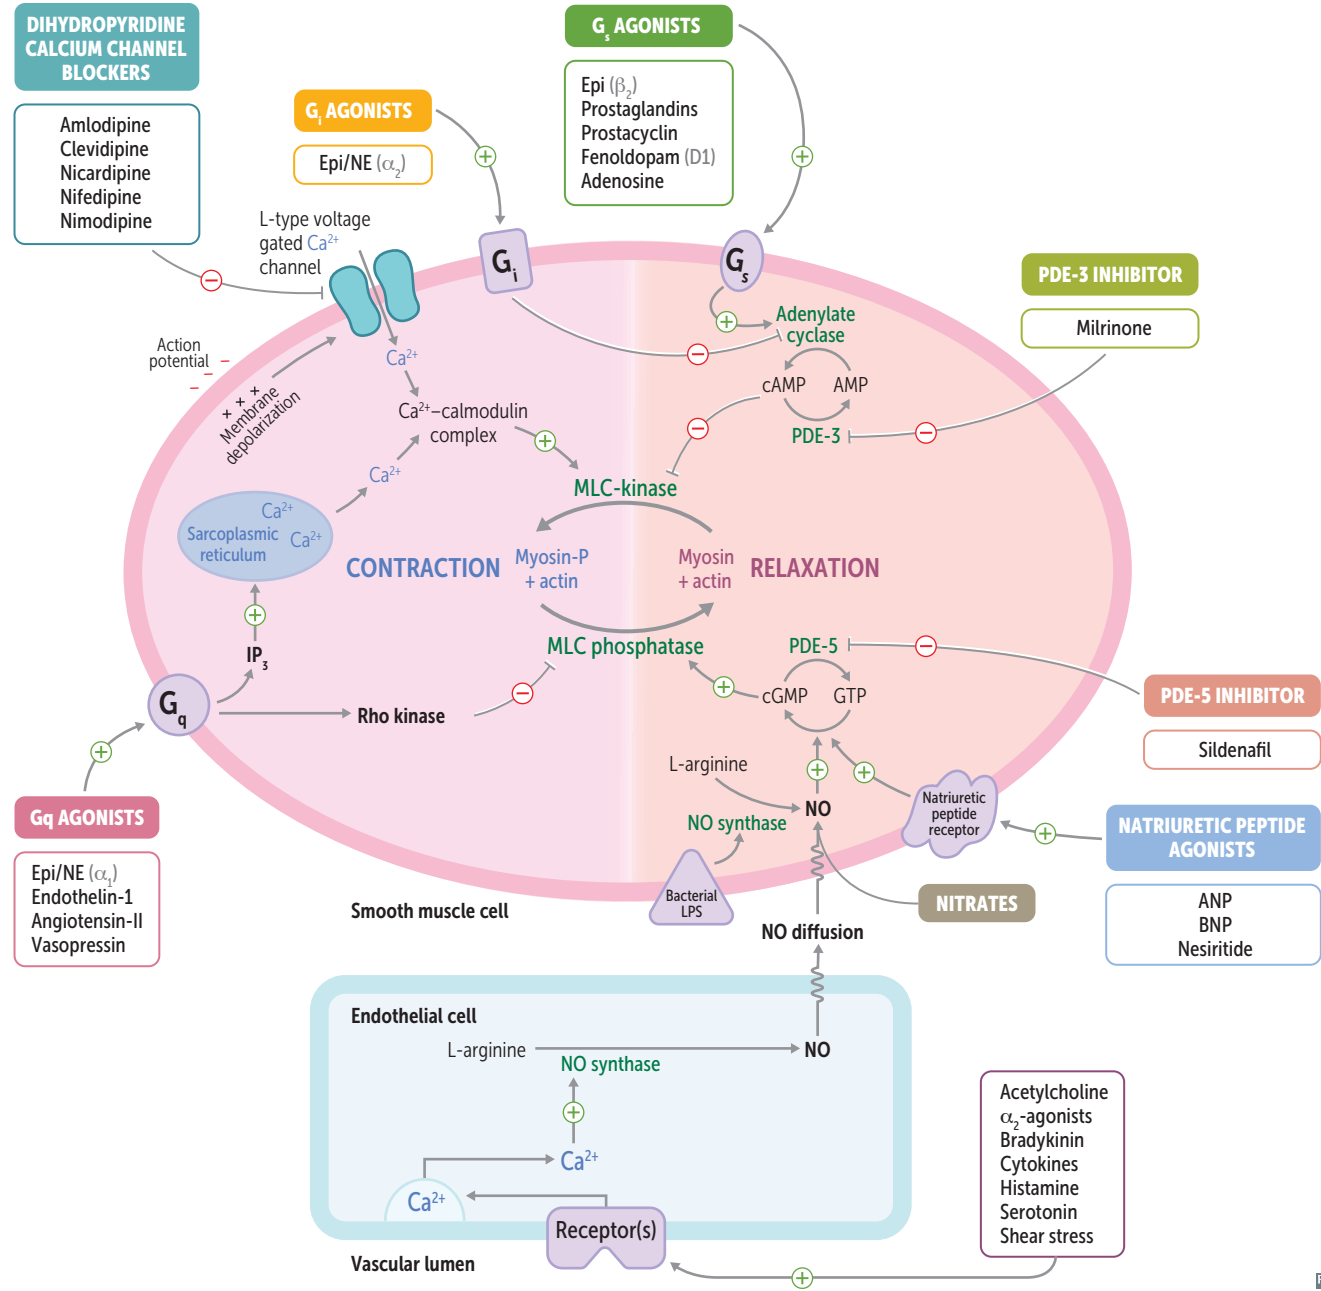 DIHYDROPYRIDINE
CALCIUM CHANNEL
BLOCKERS
Amlodipine
Clevidipine
Nicardipine
Nifedipine
Nimodipine
Gᵢ AGONISTS
Epi/NE (α₂)
Gₛ AGONISTS
Epi (β₂)
Prostaglandins
Prostacyclin
Fenoldopam (D1)
Adenosine
L-type voltage
gated Ca²⁺
channel
Gᵢ
Gₛ
PDE-3 INHIBITOR
Milrinone
Action
potential
Membrane
depolarization
Ca²⁺
Adenylate
cyclase
cAMP
AMP
PDE-3
Ca²⁺–calmodulin
complex
Ca²⁺
MLC-kinase
Ca²⁺
Sarcoplasmic
reticulum
Ca²⁺
CONTRACTION
Myosin-P
+ actin
Myosin
+ actin
RELAXATION
MLC phosphatase
PDE-5
IP₃
cGMP
GTP
Gq
Rho kinase
PDE-5 INHIBITOR
Sildenafil
L-arginine
NO
NO synthase
Natriuretic
peptide
receptor
Gq AGONISTS
Epi/NE (α₁)
Endothelin-1
Angiotensin-II
Vasopressin
NATRIURETIC PEPTIDE
AGONISTS
ANP
BNP
Nesiritide
Bacterial
LPS
NITRATES
Smooth muscle cell
NO diffusion
Endothelial cell
L-arginine
NO
NO synthase
Ca²⁺
Ca²⁺
Receptor(s)
Vascular lumen
Acetylcholine
α₂-agonists
Bradykinin
Cytokines
Histamine
Serotonin
Shear stress